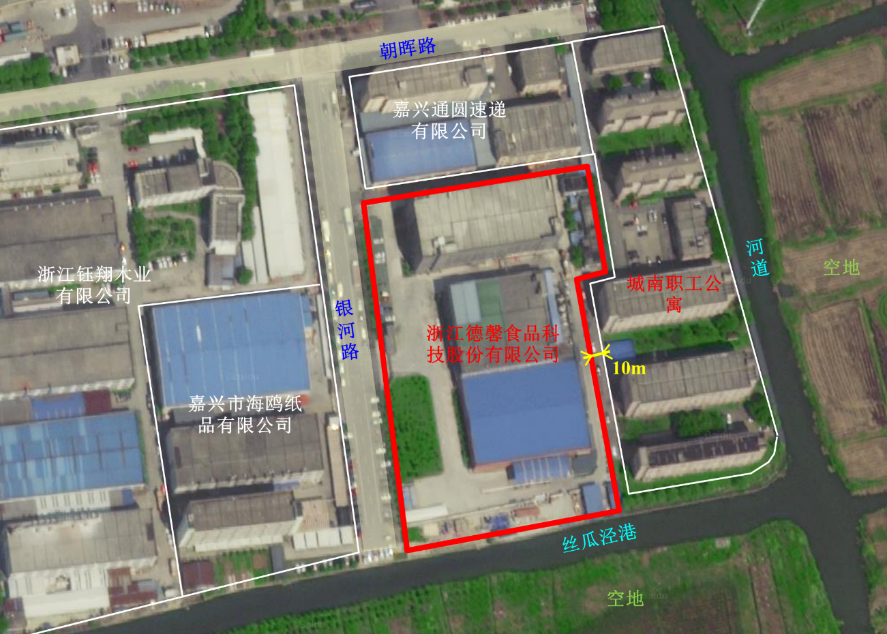 朝晖路
嘉兴通圆速递
有限公司
浙江钰翔木业
有限公司
银
河
路
河
道
空地
城南职工公
寓
浙江德馨食品科
技股份有限公司
10m
嘉兴市海鸥纸
品有限公司
丝瓜泾港
空地